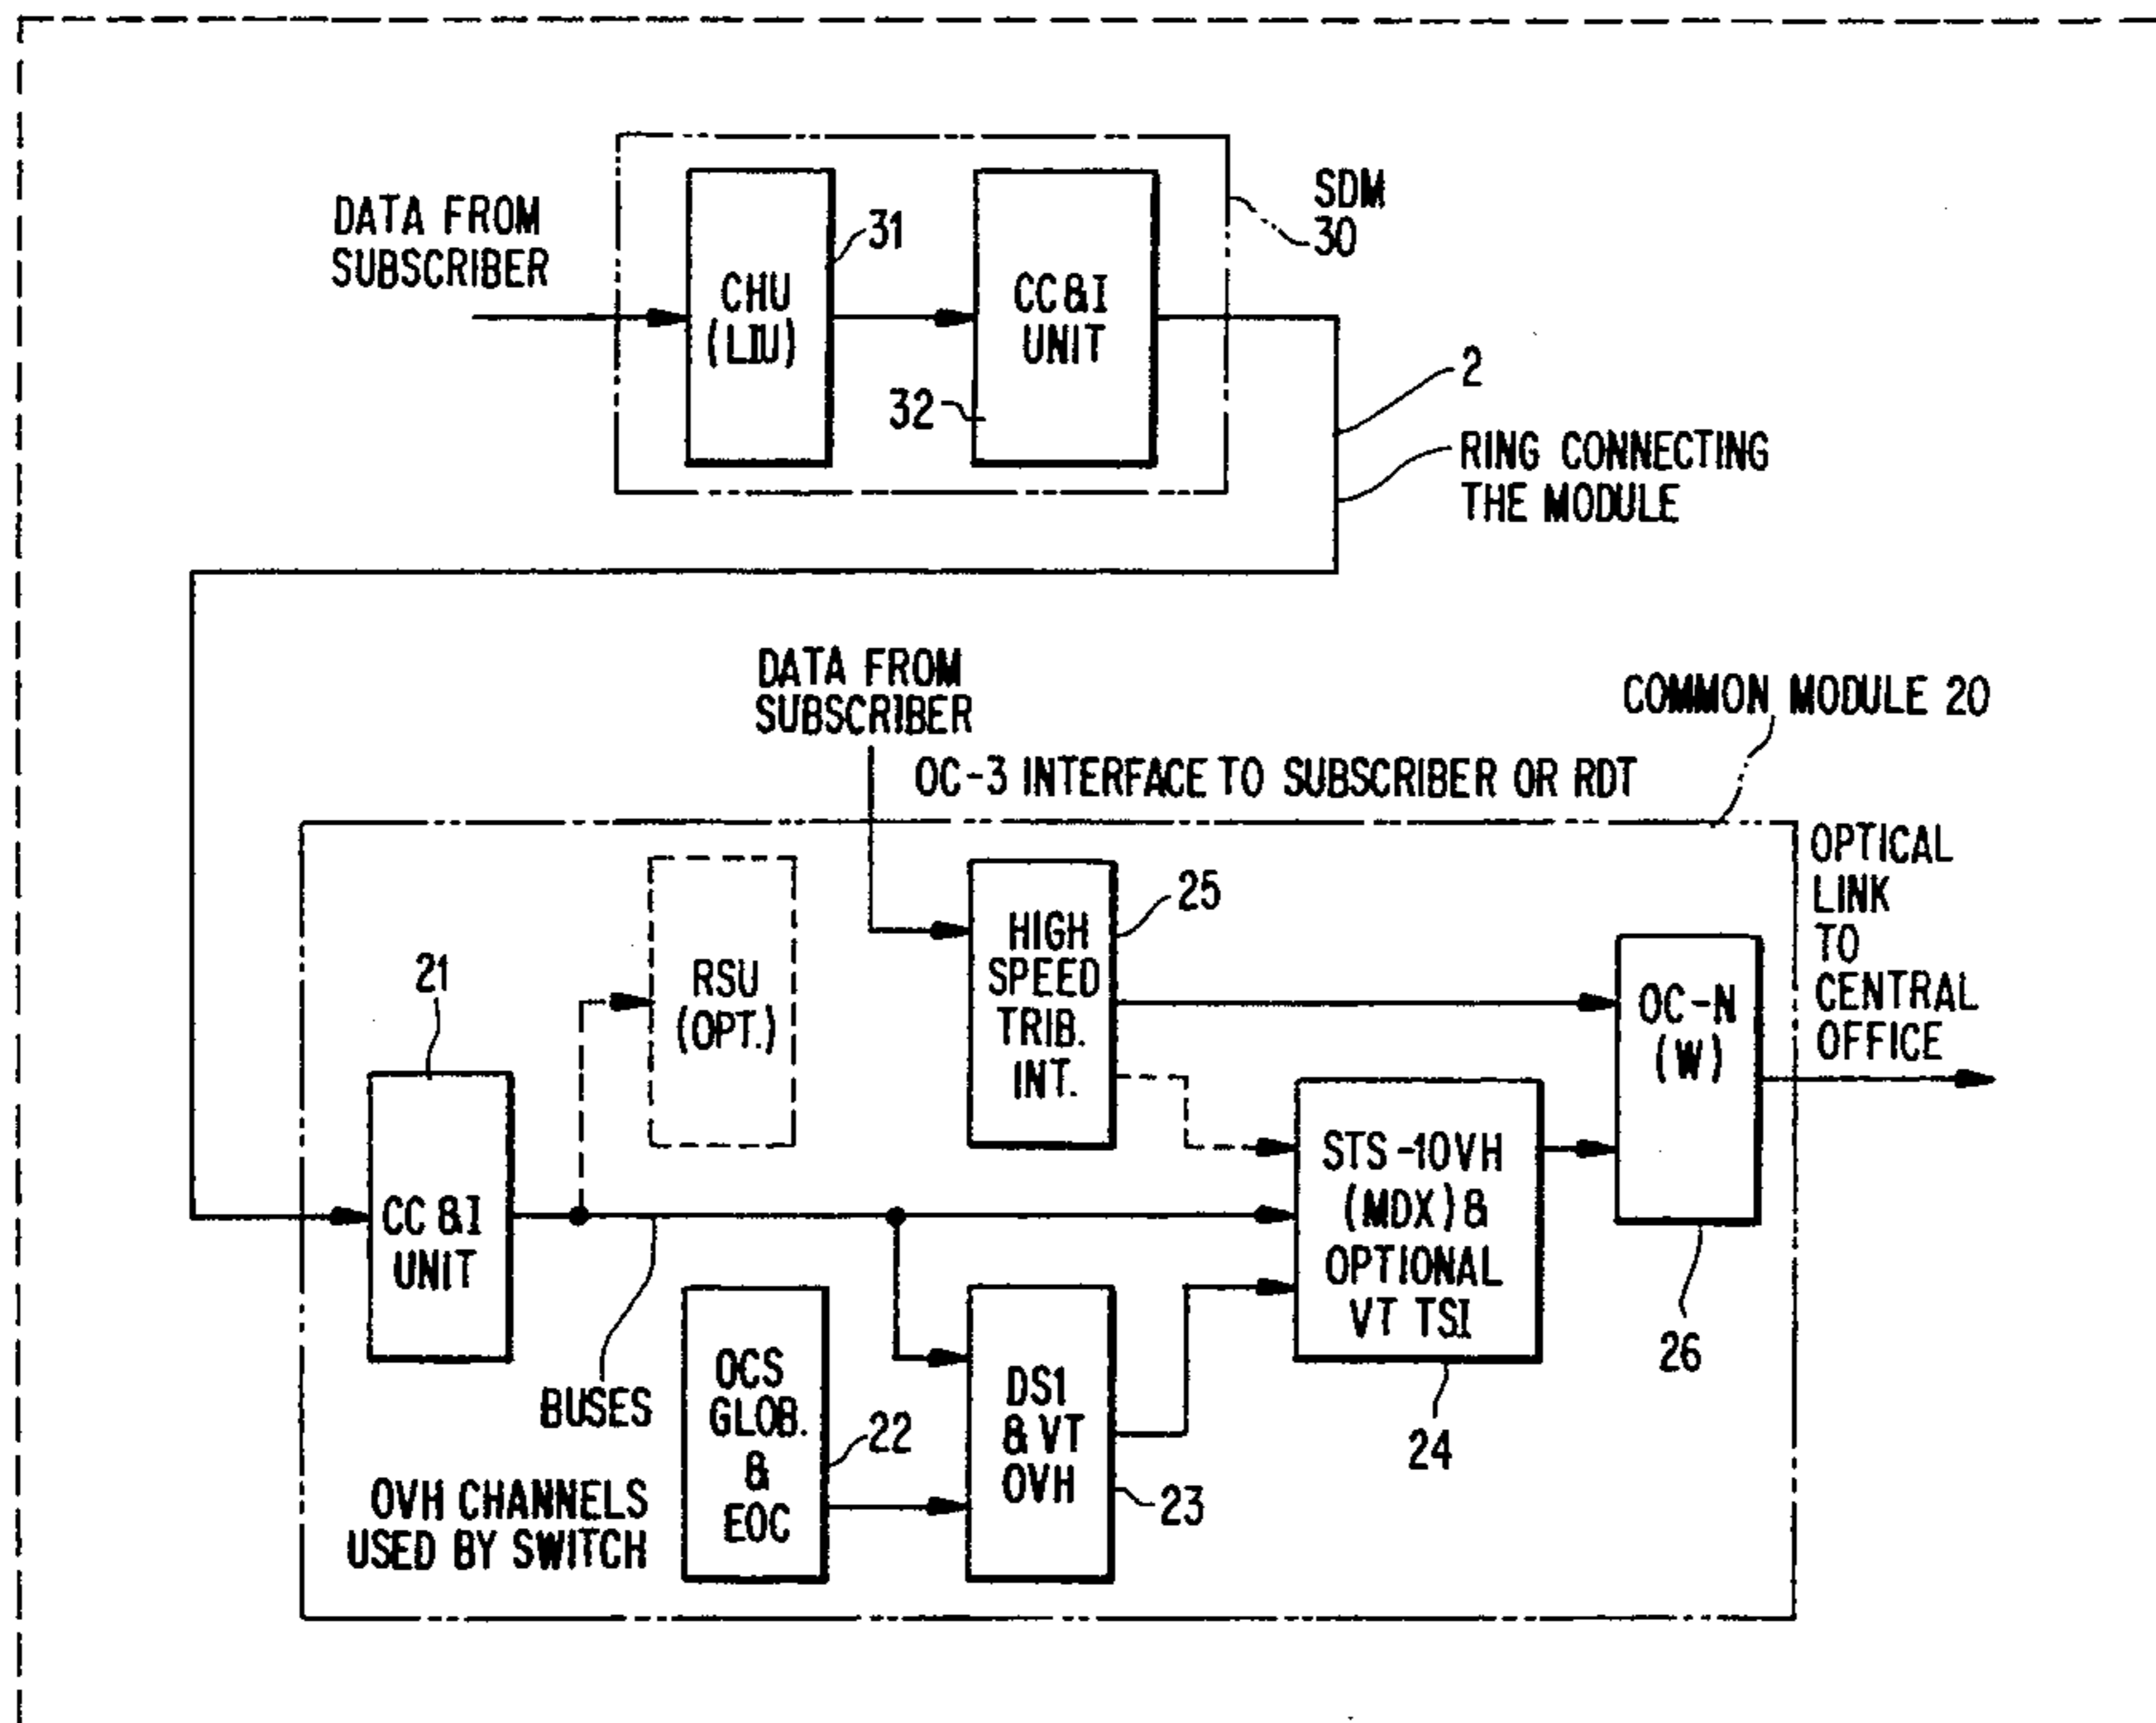 DATA FROM
SUBSCRIBER
CHU
(LIU)
31
CC&I
UNIT
32
SDM
30
2
RING CONNECTING
THE MODULE
DATA FROM
SUBSCRIBER
OC-3 INTERFACE TO SUBSCRIBER OR RDT
COMMON MODULE 20
OPTICAL
LINK
TO
CENTRAL
OFFICE
21
CC&I
UNIT
RSU
(OPT.)
HIGH
SPEED
TRIB.
INT.
25
OC-N
(W)
26
STS-1OVH
(MDX)&
OPTIONAL
VT TSI
24
BUSES
OCS
GLOB.
&
EOC
22
DS1
& VT
OVH
23
OVH CHANNELS
USED BY SWITCH